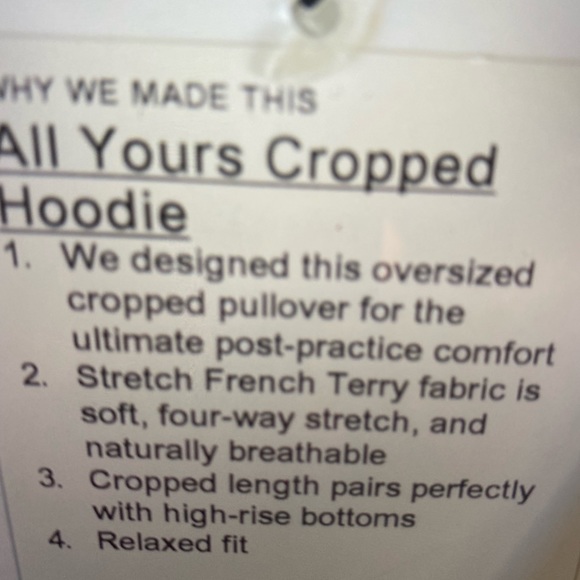 WHY WE MADE THIS
All Yours Cropped
Hoodie
1. We designed this oversized
cropped pullover for the
ultimate post-practice comfort
2. Stretch French Terry fabric is
soft, four-way stretch, and
naturally breathable
3. Cropped length pairs perfectly
with high-rise bottoms
4. Relaxed fit